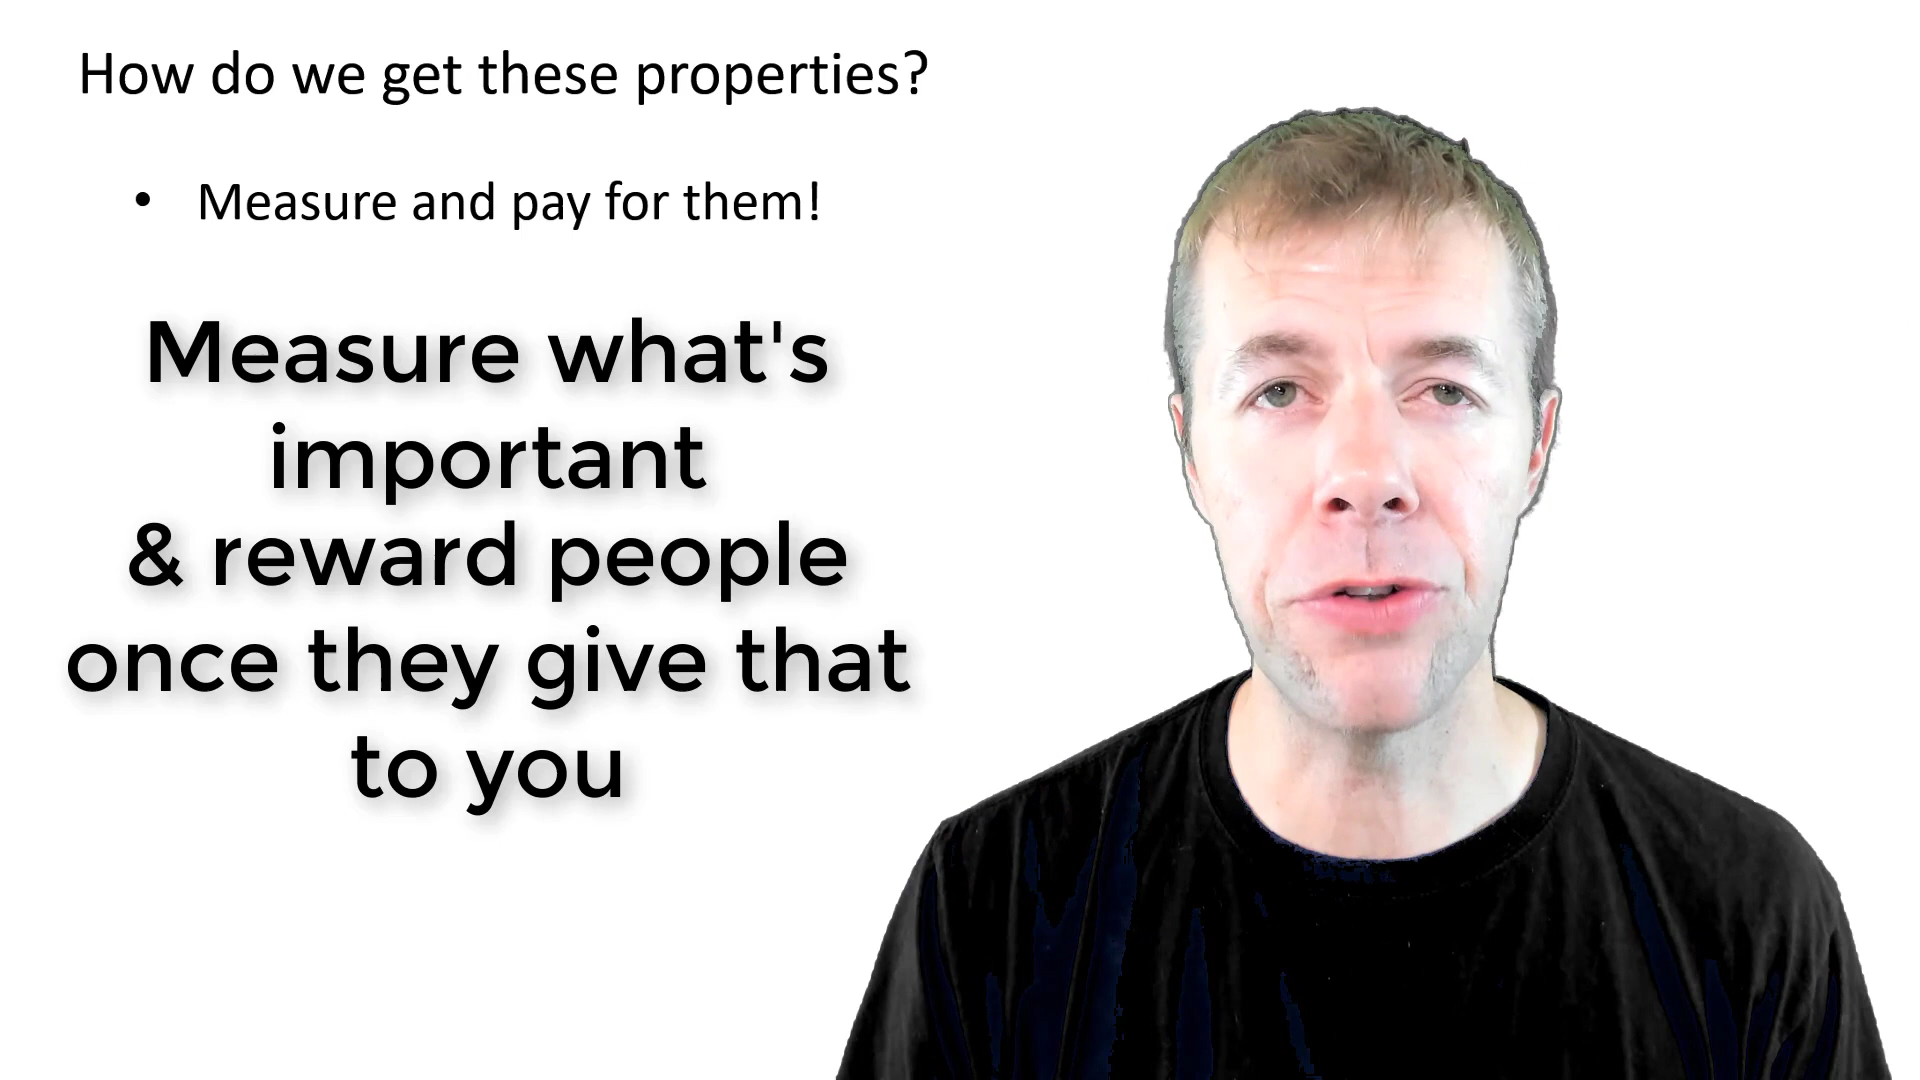 How do we get these properties?
• Measure and pay for them!
Measure what's
important
& reward people
once they give that
to you